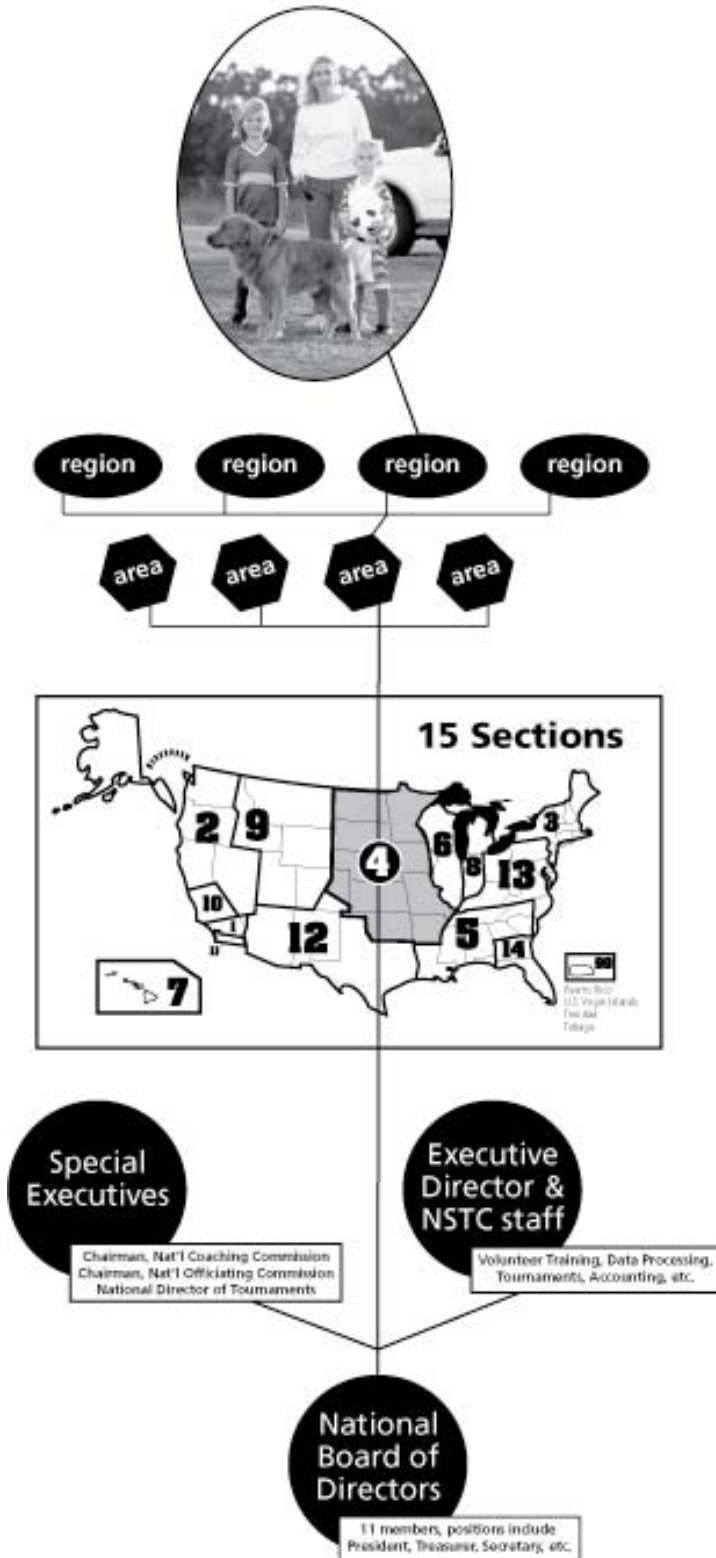 region region region region
area area area area
15 Sections
2 9 4 6 8 3 13
10 1 11 12 5 14
7
99
Puerto Rico
U.S. Virgin Islands
Trinidad
Tobago
Special
Executives
Chairman, Nat'l Coaching Commission
Chairman, Nat'l Officiating Commission
National Director of Tournaments
Executive
Director &
NSTC staff
Volunteer Training, Data Processing,
Tournaments, Accounting, etc.
National
Board of
Directors
11 members, positions include
President, Treasurer, Secretary, etc.